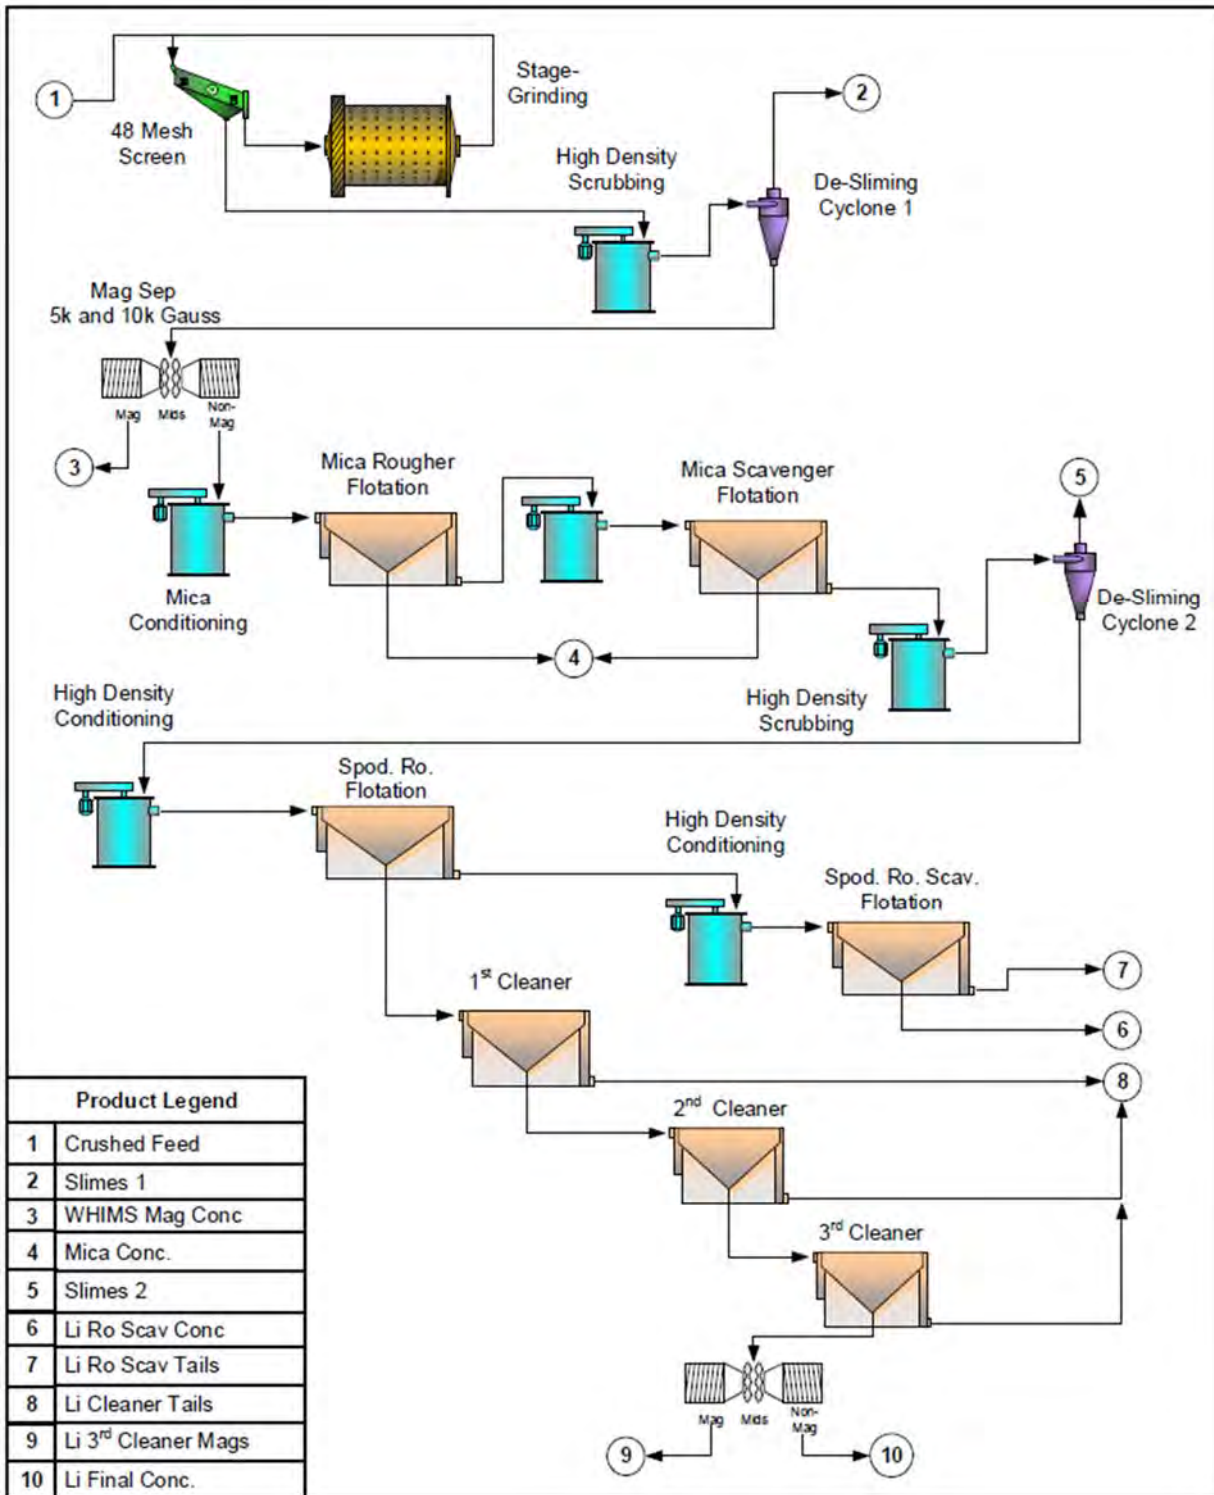 Stage-
Grinding
1
48 Mesh
Screen
2
High Density
Scrubbing
De-Sliming
Cyclone 1
Mag Sep
5k and 10k Gauss
Mag
Mids
Non-
Mag
3
Mica Rougher
Flotation
Mica Scavenger
Flotation
5
Mica
Conditioning
De-Sliming
Cyclone 2
4
High Density
Scrubbing
High Density
Conditioning
Spod. Ro.
Flotation
High Density
Conditioning
Spod. Ro. Scav.
Flotation
7
1st Cleaner
6
8
2nd Cleaner
3rd Cleaner
Mag
Mids
Non-
Mag
9
10
Product Legend
1 Crushed Feed
2 Slimes 1
3 WHIMS Mag Conc
4 Mica Conc.
5 Slimes 2
6 Li Ro Scav Conc
7 Li Ro Scav Tails
8 Li Cleaner Tails
9 Li 3rd Cleaner Mags
10 Li Final Conc.